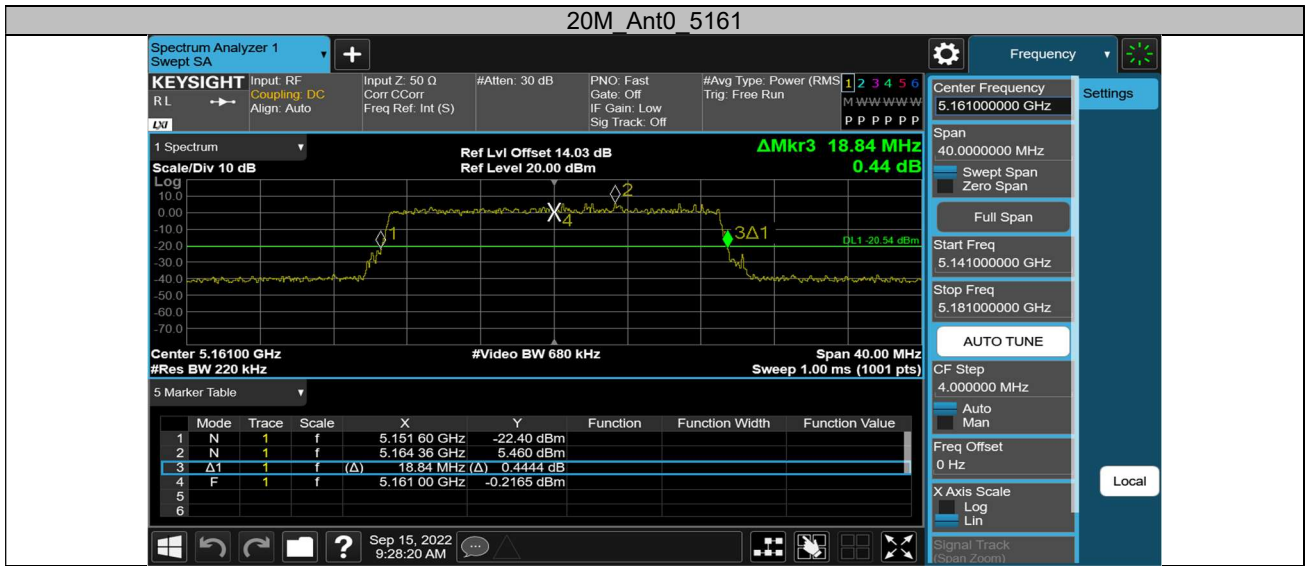 20M_Ant0_5161
Spectrum Analyzer 1
Swept SA
Frequency
KEYSIGHT
R L
LXI
Input: RF
Coupling: DC
Align: Auto
Input Z: 50 Ω
Corr CCorr
Freq Ref: Int (S)
#Atten: 30 dB
PNO: Fast
Gate: Off
IF Gain: Low
Sig Track: Off
#Avg Type: Power (RMS
Trig: Free Run
1 2 3 4 5 6
M W W W W W
P P P P P P
1 Spectrum
Scale/Div 10 dB
Ref Lvl Offset 14.03 dB
Ref Level 20.00 dBm
ΔMkr3 18.84 MHz
0.44 dB
Log
10.0
0.00
-10.0
-20.0
-30.0
-40.0
-50.0
-60.0
-70.0
1
2
3Δ1
4
DL1 -20.54 dBm
Center 5.16100 GHz
#Video BW 680 kHz
Span 40.00 MHz
#Res BW 220 kHz
Sweep 1.00 ms (1001 pts)
5 Marker Table
Mode Trace Scale X Y Function Function Width Function Value
1 N 1 f 5.151 60 GHz -22.40 dBm
2 N 1 f 5.164 36 GHz 5.460 dBm
3 Δ1 1 f (Δ) 18.84 MHz (Δ) 0.4444 dB
4 F 1 f 5.161 00 GHz -0.2165 dBm
5
6
Sep 15, 2022
9:28:20 AM
Center Frequency
5.161000000 GHz
Settings
Span
40.0000000 MHz
Swept Span
Zero Span
Full Span
Start Freq
5.141000000 GHz
Stop Freq
5.181000000 GHz
AUTO TUNE
CF Step
4.000000 MHz
Auto
Man
Freq Offset
0 Hz
X Axis Scale
Log
Lin
Local
Signal Track
(Span Zoom)